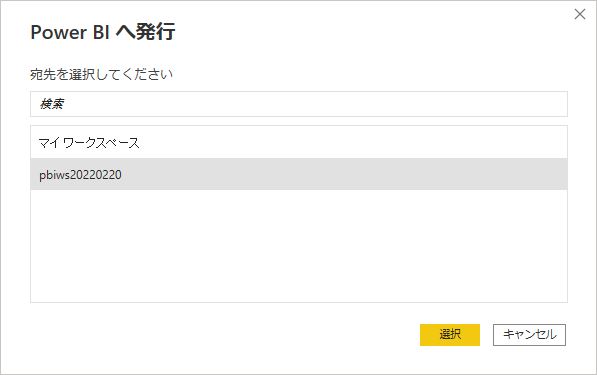 Power BI へ発行
宛先を選択してください
検索
マイ ワークスペース
pbiws20220220
選択
キャンセル